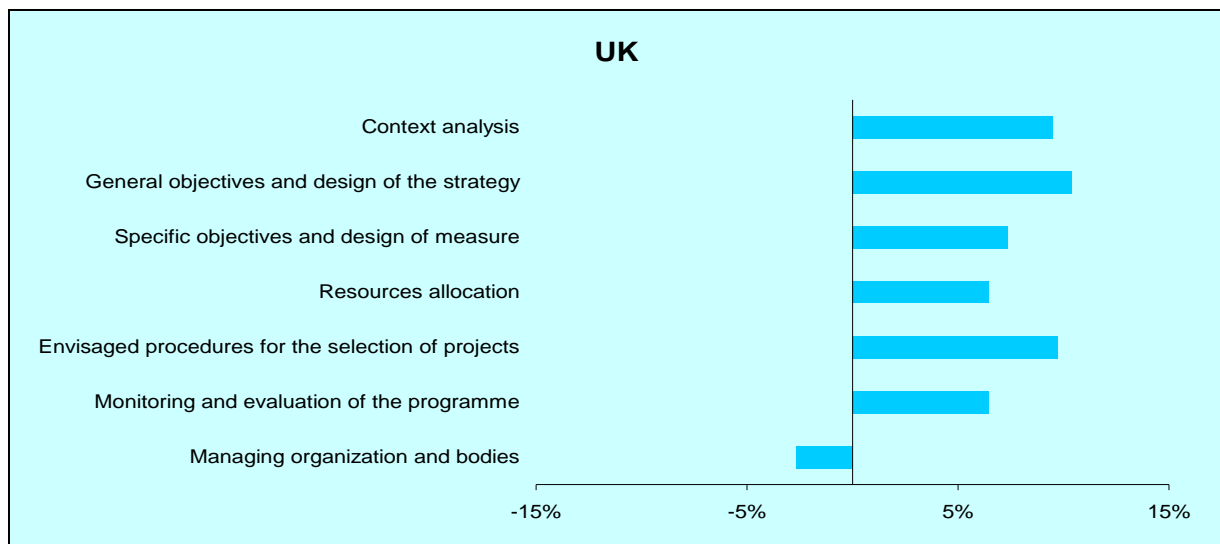 UK
Context analysis
General objectives and design of the strategy
Specific objectives and design of measure
Resources allocation
Envisaged procedures for the selection of projects
Monitoring and evaluation of the programme
Managing organization and bodies
-15% -5% 5% 15%